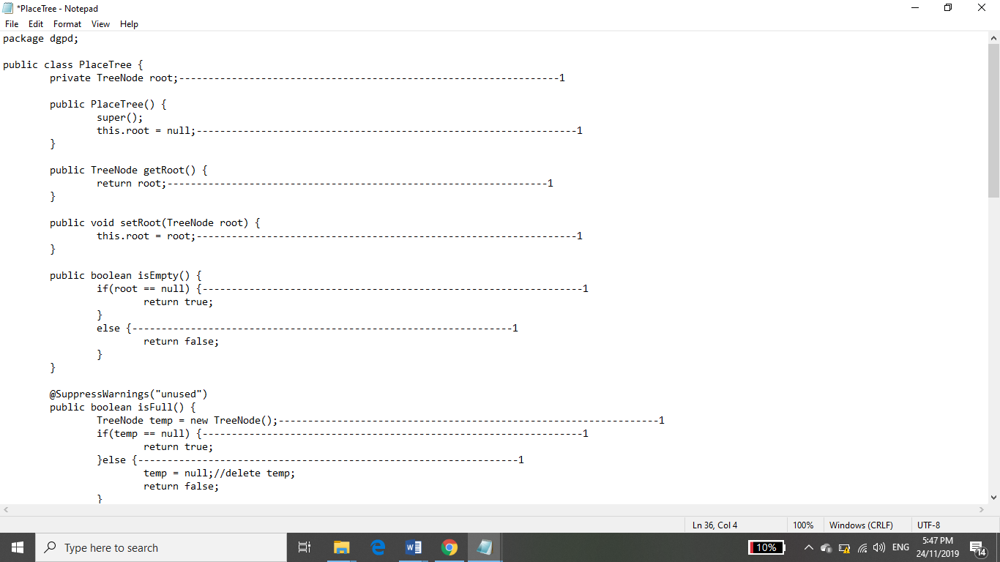 *PlaceTree - Notepad
File Edit Format View Help
package dgpd;
public class PlaceTree {
private TreeNode root;-----------------------------------------------------------------1
public PlaceTree() {
super();
this.root = null;-----------------------------------------------------------------1
}
public TreeNode getRoot() {
return root;-----------------------------------------------------------------1
}
public void setRoot(TreeNode root) {
this.root = root;-----------------------------------------------------------------1
}
public boolean isEmpty() {
if(root == null) {-----------------------------------------------------------------1
return true;
}
else {-----------------------------------------------------------------1
return false;
}
}
@SuppressWarnings("unused")
public boolean isFull() {
TreeNode temp = new TreeNode();-----------------------------------------------------------------1
if(temp == null) {-----------------------------------------------------------------1
return true;
}else {-----------------------------------------------------------------1
temp = null;//delete temp;
return false;
}
Ln 36, Col 4 100% Windows (CRLF) UTF-8
Type here to search
10%
ENG
5:47 PM
24/11/2019
14